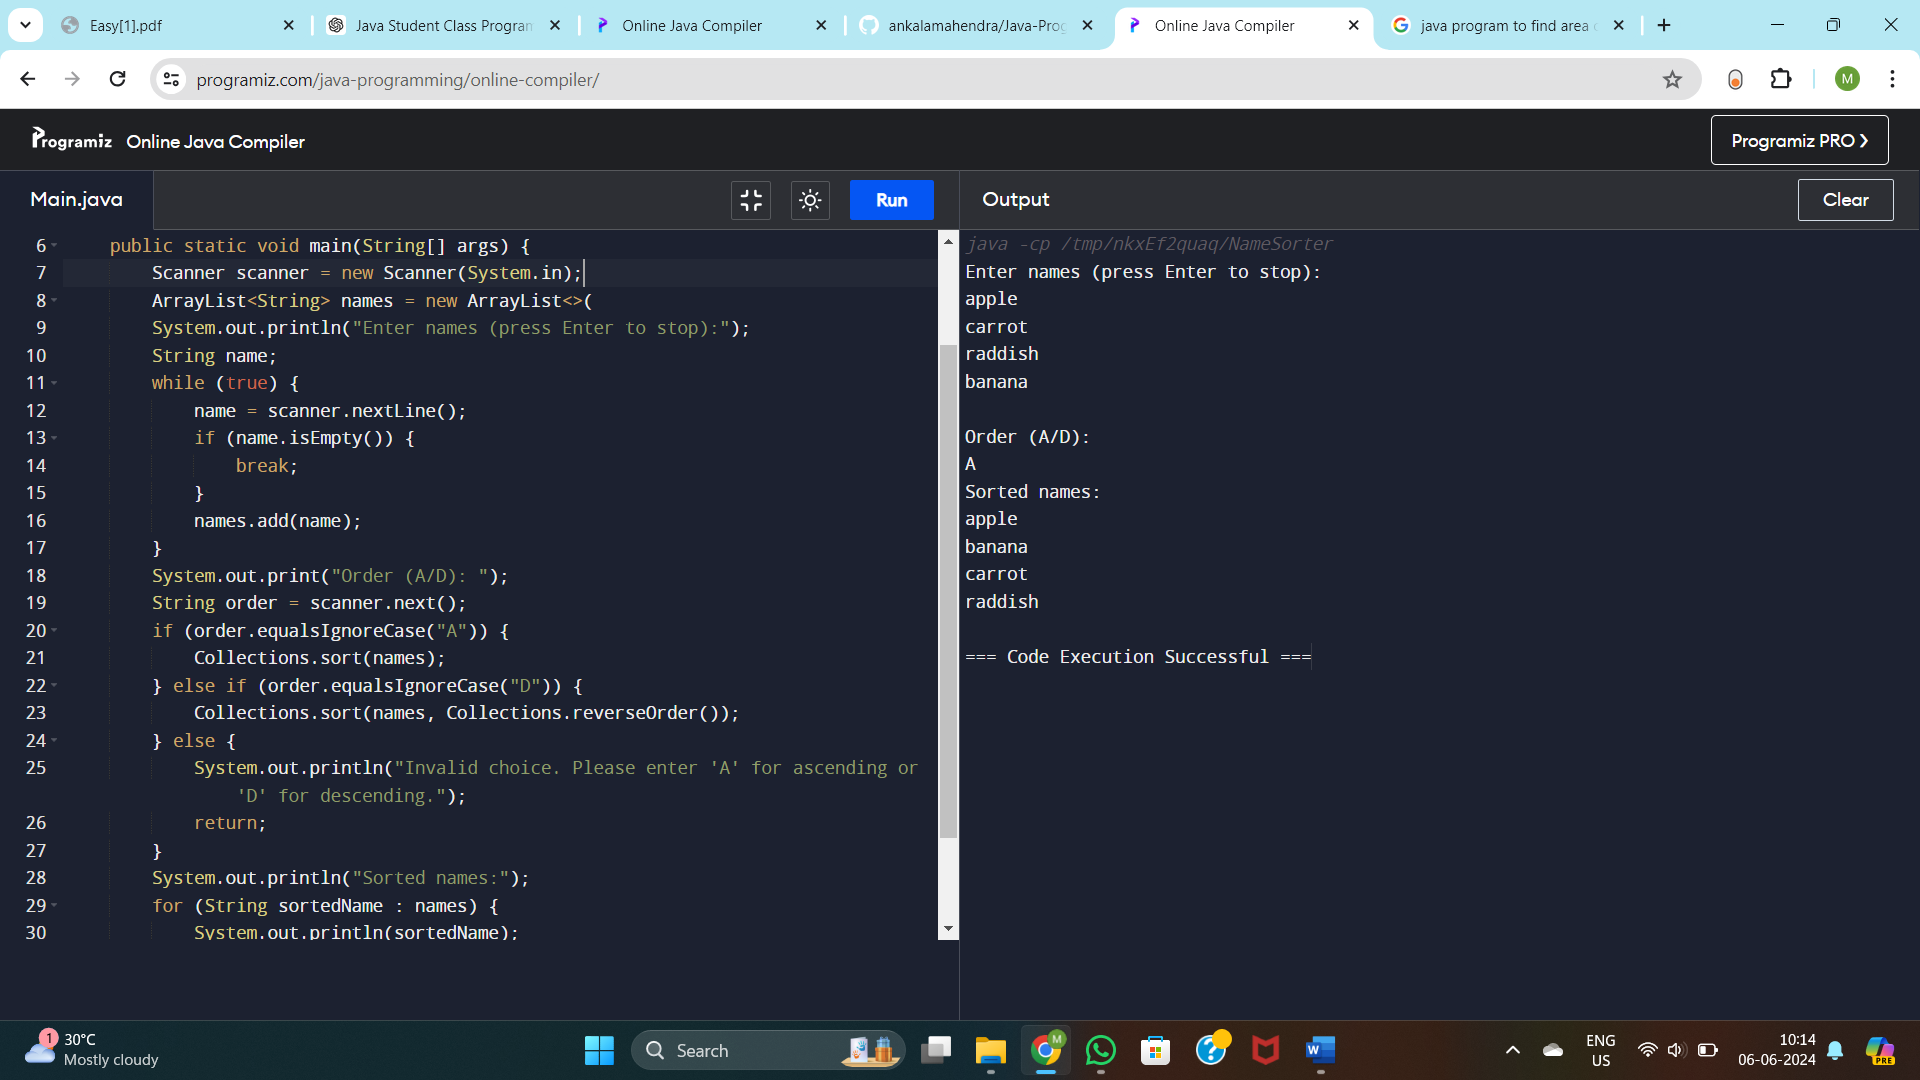 Easy[1].pdf
Java Student Class Program
Online Java Compiler
ankalamahendra/Java-Prog
Online Java Compiler
java program to find area
programiz.com/java-programming/online-compiler/
M
Programiz Online Java Compiler
Programiz PRO
Main.java
Run
Output
Clear
6 public static void main(String[] args) {
7 Scanner scanner = new Scanner(System.in);
8 ArrayList<String> names = new ArrayList<>(
9 System.out.println("Enter names (press Enter to stop):");
10 String name;
11 while (true) {
12 name = scanner.nextLine();
13 if (name.isEmpty()) {
14 break;
15 }
16 names.add(name);
17 }
18 System.out.print("Order (A/D): ");
19 String order = scanner.next();
20 if (order.equalsIgnoreCase("A")) {
21 Collections.sort(names);
22 } else if (order.equalsIgnoreCase("D")) {
23 Collections.sort(names, Collections.reverseOrder());
24 } else {
25 System.out.println("Invalid choice. Please enter 'A' for ascending or
'D' for descending.");
26 return;
27 }
28 System.out.println("Sorted names:");
29 for (String sortedName : names) {
30 System.out.println(sortedName);
java -cp /tmp/nkxEf2quaq/NameSorter
Enter names (press Enter to stop):
apple
carrot
raddish
banana
Order (A/D):
A
Sorted names:
apple
banana
carrot
raddish
=== Code Execution Successful ===
1
30°C
Mostly cloudy
Search
M
W
ENG
US
10:14
06-06-2024
PRE